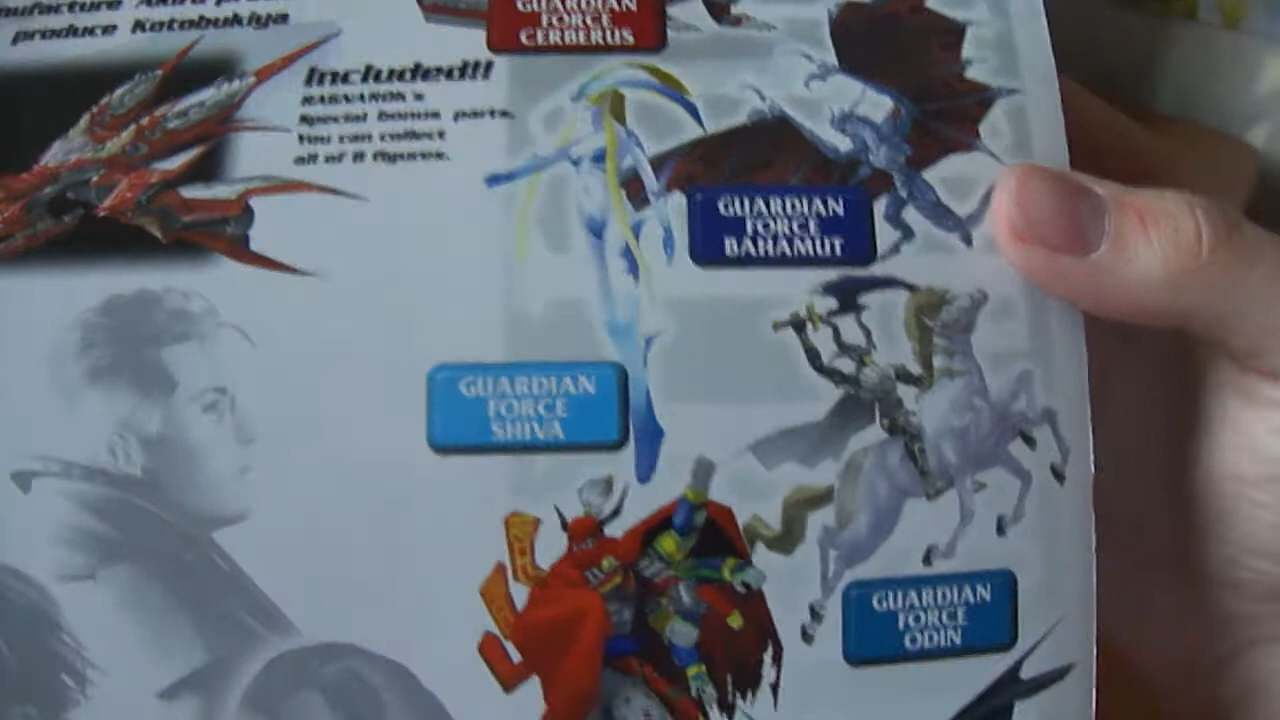 produce Kotobukiya
GUARDIAN
FORCE
CERBERUS
Included!!
RAGNAROK's
Special bonus parts.
You can collect
all of 8 figures.
GUARDIAN
FORCE
BAHAMUT
GUARDIAN
FORCE
SHIVA
GUARDIAN
FORCE
ODIN